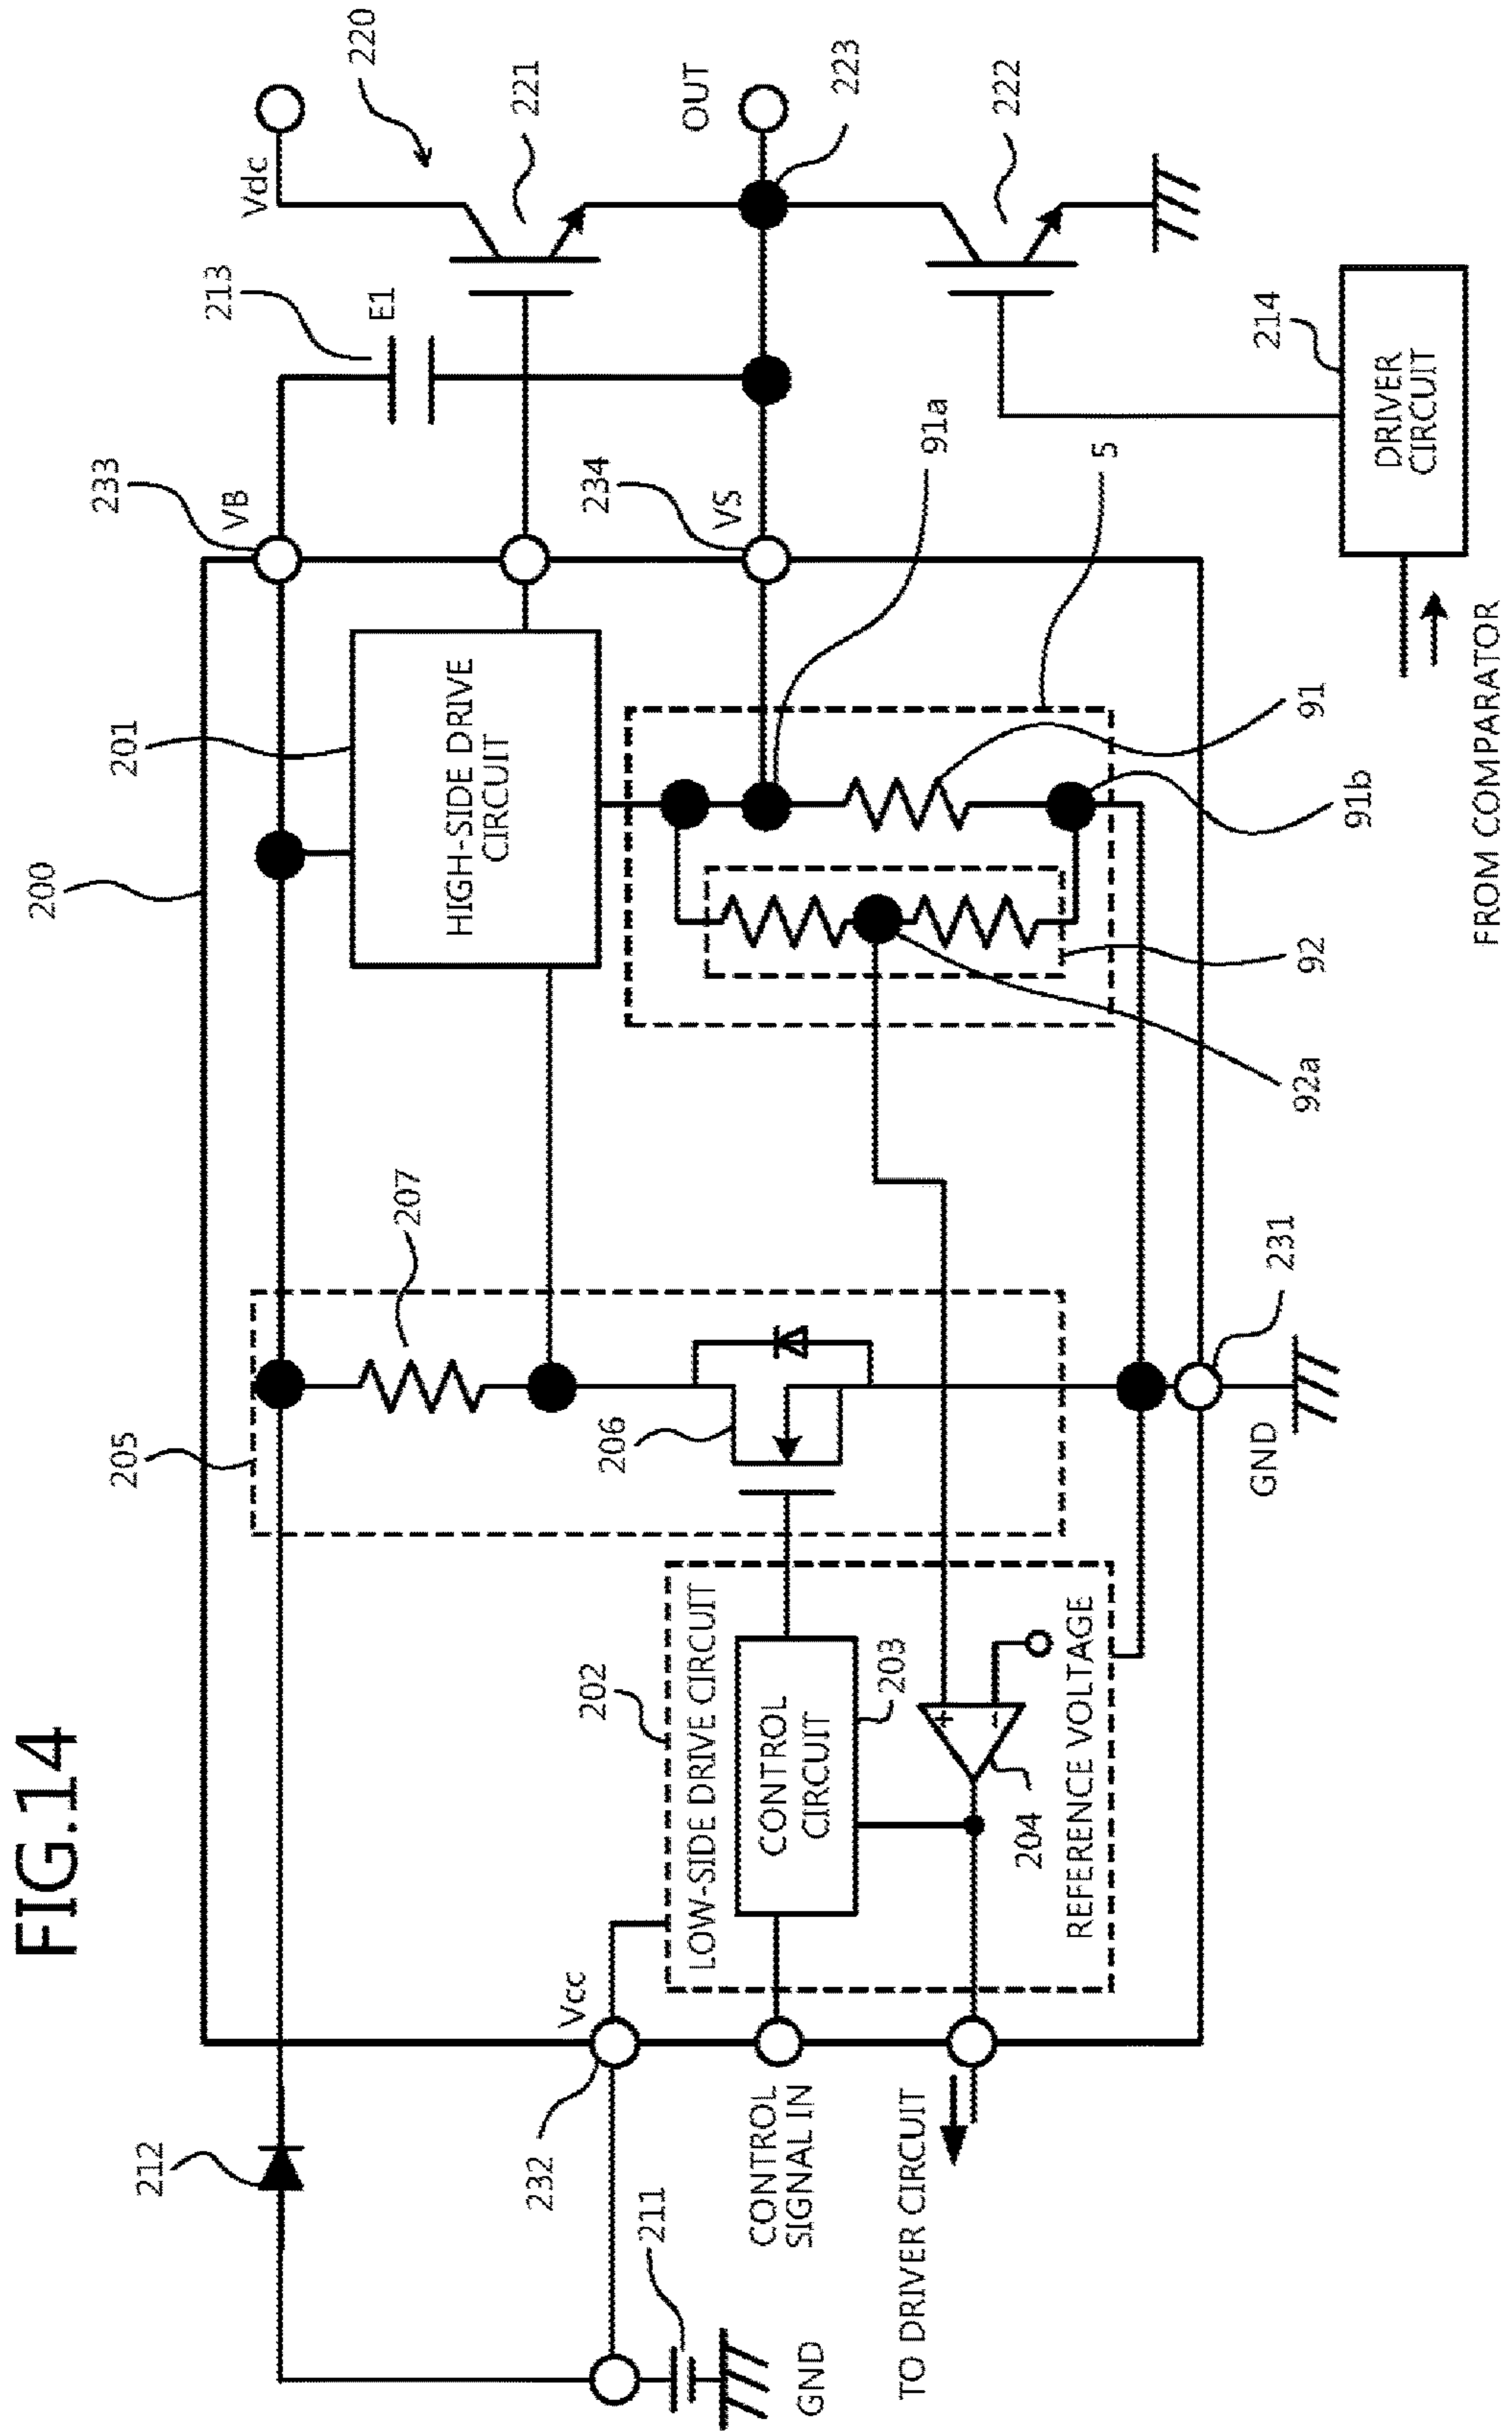 FIG.14
200
201
HIGH-SIDE DRIVE
CIRCUIT
205
207
206
212
Vcc
232
211
GND
202
LOW-SIDE DRIVE CIRCUIT
CONTROL
CIRCUIT
203
+
-
204
REFERENCE VOLTAGE
CONTROL
SIGNAL IN
TO DRIVER CIRCUIT
GND
231
233
VB
213
E1
Vdc
220
221
OUT
223
222
234
VS
91a
5
91
91b
92
92a
214
DRIVER
CIRCUIT
FROM COMPARATOR